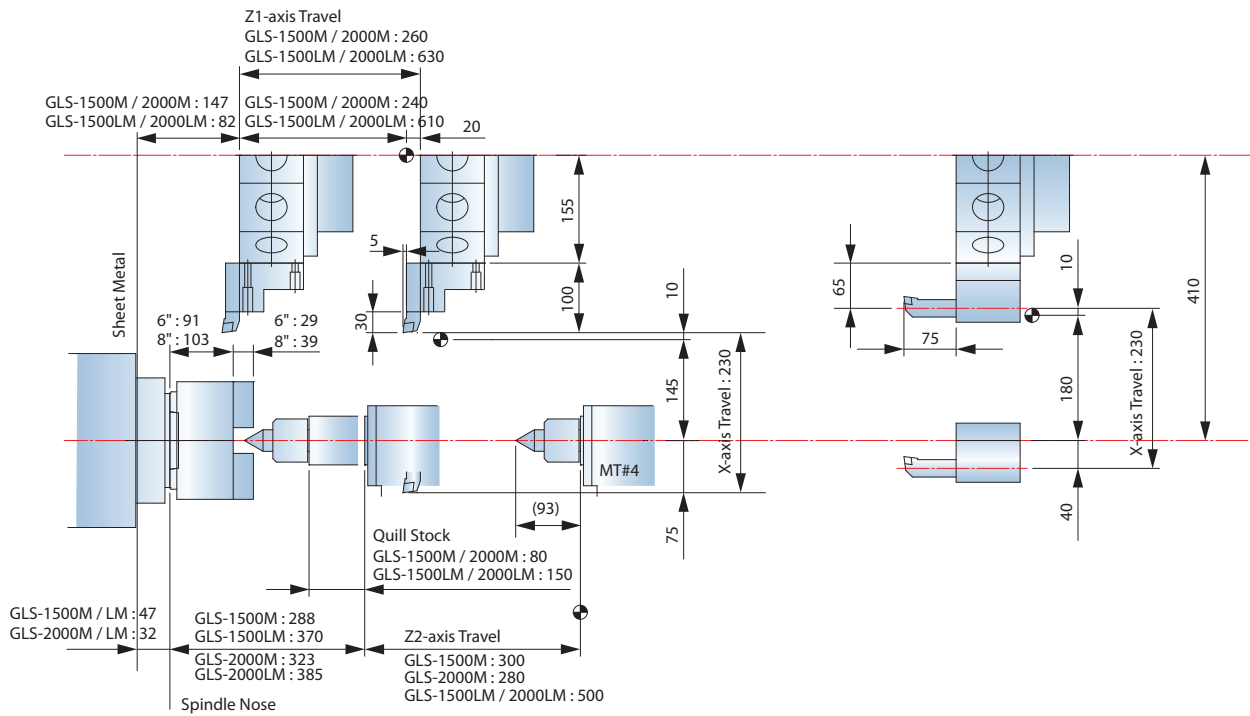 Z1-axis Travel
GLS-1500M / 2000M : 260
GLS-1500LM / 2000LM : 630
GLS-1500M / 2000M : 147
GLS-1500LM / 2000LM : 82
GLS-1500M / 2000M : 240
GLS-1500LM / 2000LM : 610
20
155
5
100
10
30
Sheet Metal
6" : 91
8" : 103
6" : 29
8" : 39
145
X-axis Travel : 230
75
MT#4
(93)
65
75
10
180
40
X-axis Travel : 230
410
Quill Stock
GLS-1500M / 2000M : 80
GLS-1500LM / 2000LM : 150
GLS-1500M / LM : 47
GLS-2000M / LM : 32
GLS-1500M : 288
GLS-1500LM : 370
GLS-2000M : 323
GLS-2000LM : 385
Z2-axis Travel
GLS-1500M : 300
GLS-2000M : 280
GLS-1500LM / 2000LM : 500
Spindle Nose